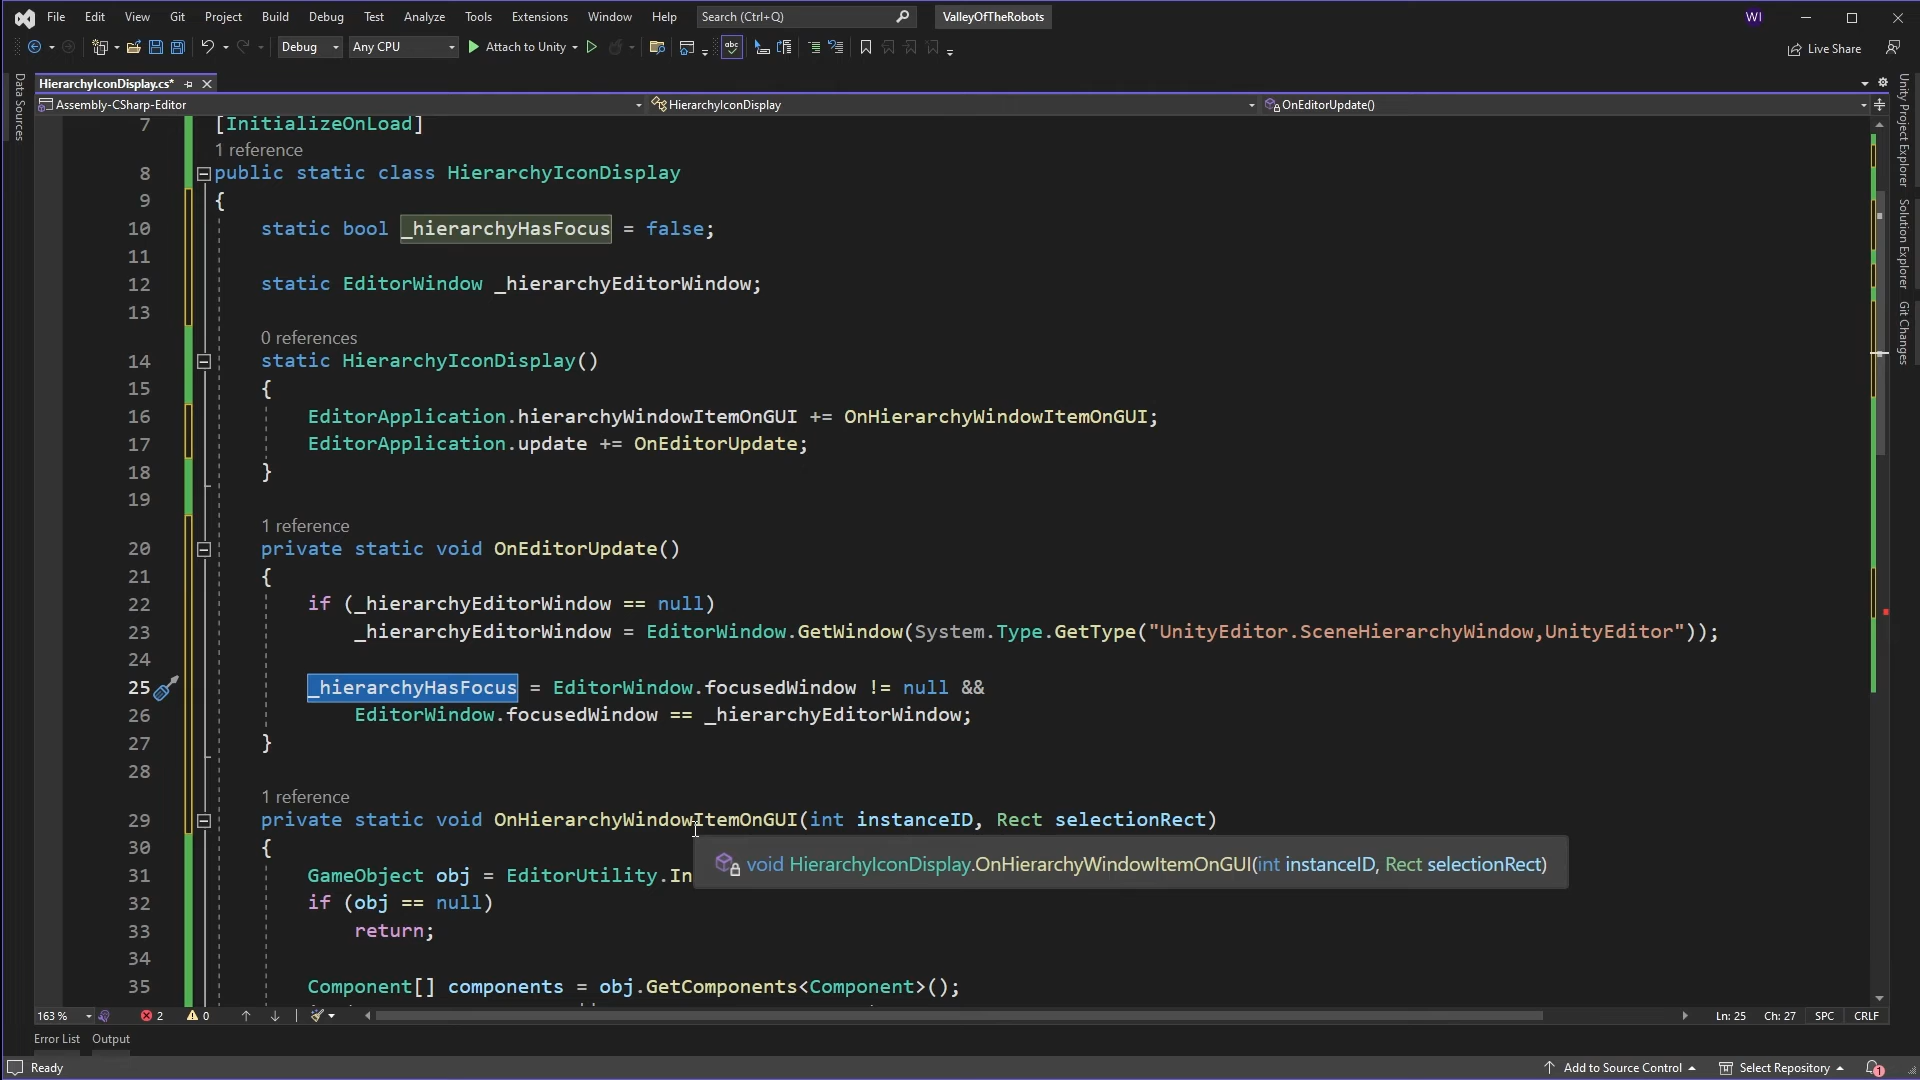 File Edit View Git Project Build Debug Test Analyze Tools Extensions Window Help Search (Ctrl+Q) ValleyOfTheRobots WI
Debug Any CPU Attach to Unity Live Share
Data Sources
HierarchyIconDisplay.cs*
Assembly-CSharp-Editor HierarchyIconDisplay OnEditorUpdate()
7 [InitializeOnLoad]
1 reference
8 public static class HierarchyIconDisplay
9 {
10 static bool _hierarchyHasFocus = false;
11
12 static EditorWindow _hierarchyEditorWindow;
13
0 references
14 static HierarchyIconDisplay()
15 {
16 EditorApplication.hierarchyWindowItemOnGUI += OnHierarchyWindowItemOnGUI;
17 EditorApplication.update += OnEditorUpdate;
18 }
19
1 reference
20 private static void OnEditorUpdate()
21 {
22 if (_hierarchyEditorWindow == null)
23 _hierarchyEditorWindow = EditorWindow.GetWindow(System.Type.GetType("UnityEditor.SceneHierarchyWindow,UnityEditor"));
24
25 _hierarchyHasFocus = EditorWindow.focusedWindow != null &&
26 EditorWindow.focusedWindow == _hierarchyEditorWindow;
27 }
28
1 reference
29 private static void OnHierarchyWindowItemOnGUI(int instanceID, Rect selectionRect)
30 {
void HierarchyIconDisplay.OnHierarchyWindowItemOnGUI(int instanceID, Rect selectionRect)
31 GameObject obj = EditorUtility.In
32 if (obj == null)
33 return;
34
35 Component[] components = obj.GetComponents<Component>();
Unity Project Explorer
Solution Explorer
Git Changes
163 % 2 0 Ln: 25 Ch: 27 SPC CRLF
Error List Output
Ready Add to Source Control Select Repository 1